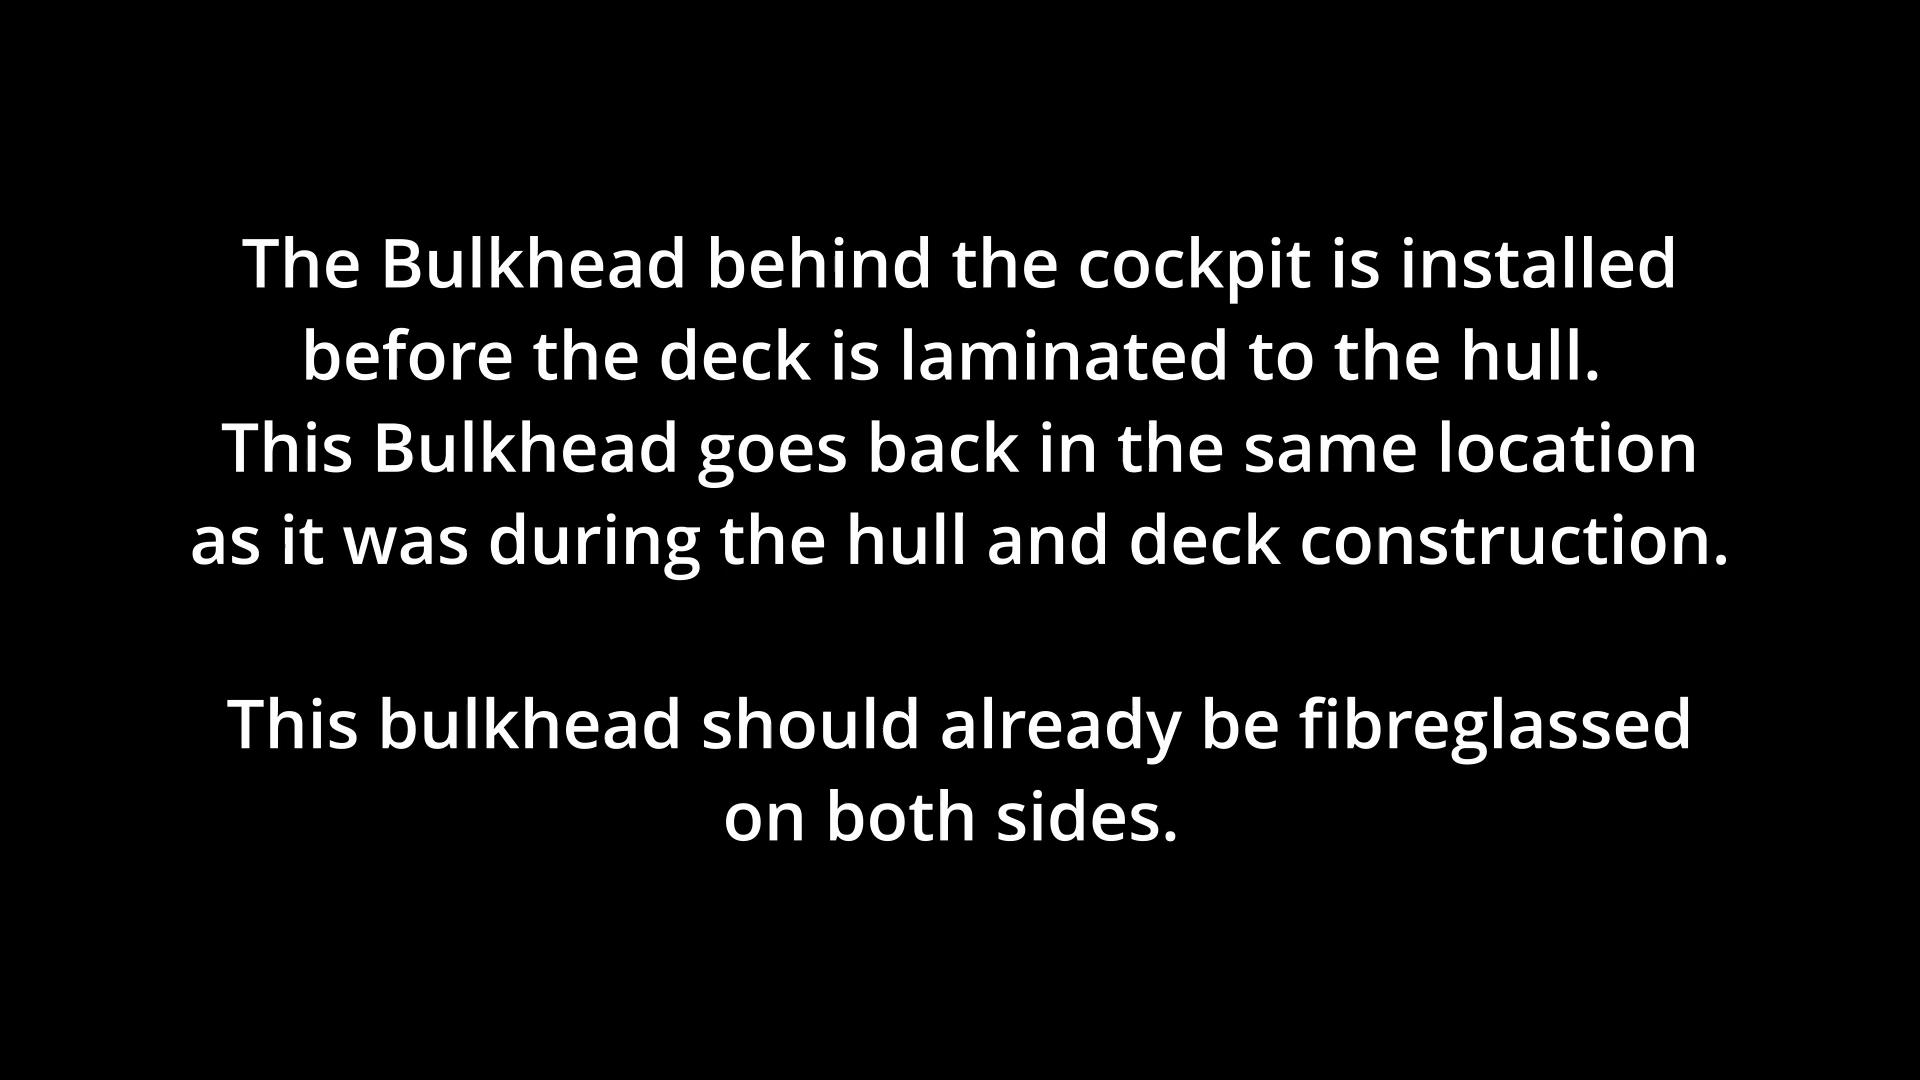 The Bulkhead behind the cockpit is installed
before the deck is laminated to the hull.
This Bulkhead goes back in the same location
as it was during the hull and deck construction.
This bulkhead should already be fibreglassed
on both sides.